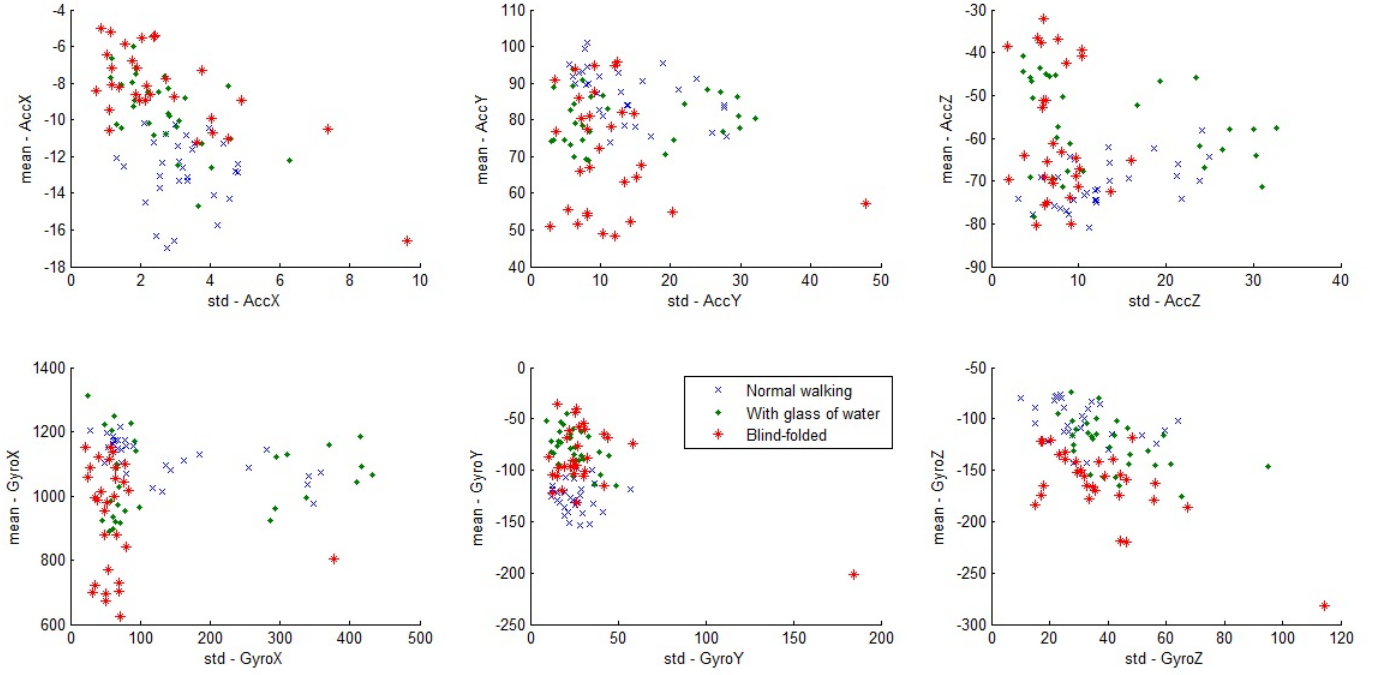 -4
-6
-8
-10
-12
-14
-16
-18
0 2 4 6 8 10
mean - AccX
std - AccX
110
100
90
80
70
60
50
40
0 10 20 30 40 50
mean - AccY
std - AccY
-30
-40
-50
-60
-70
-80
-90
0 10 20 30 40
mean - AccZ
std - AccZ
1400
1200
1000
800
600
0 100 200 300 400 500
mean - GyroX
std - GyroX
0
-50
-100
-150
-200
-250
0 50 100 150 200
mean - GyroY
std - GyroY
Normal walking
With glass of water
Blind-folded
-50
-100
-150
-200
-250
-300
0 20 40 60 80 100 120
mean - GyroZ
std - GyroZ